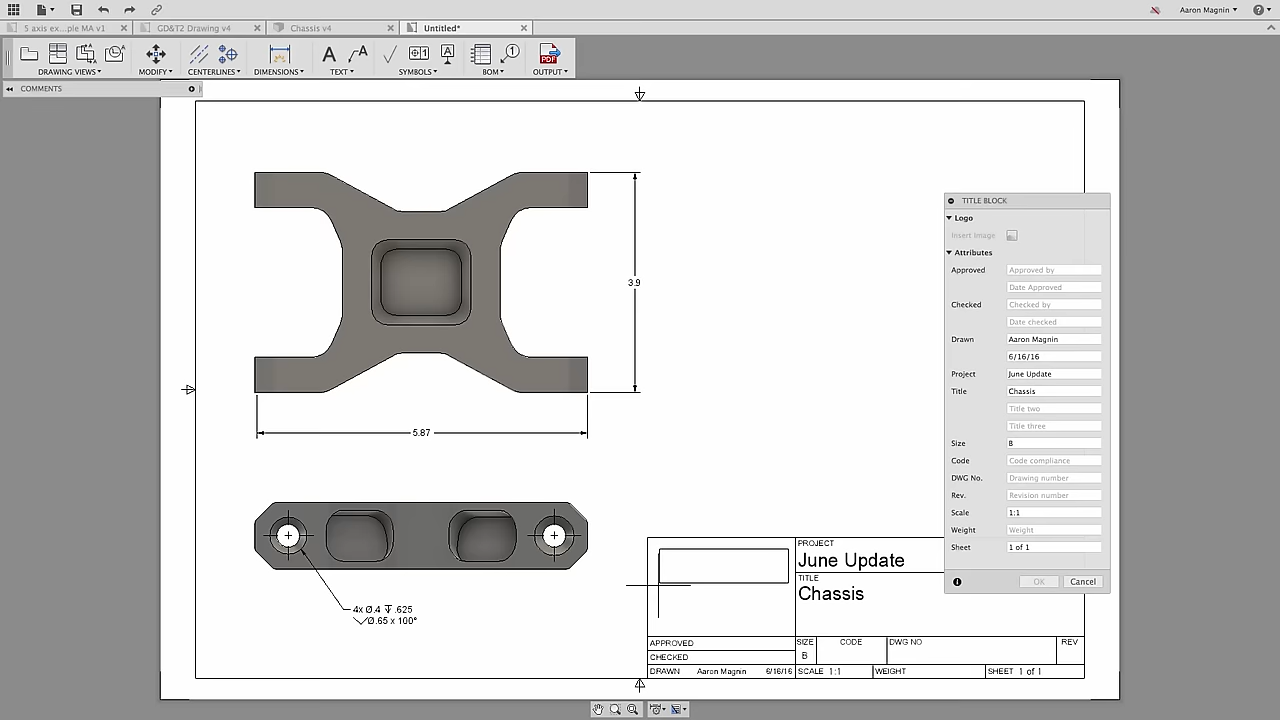 Aaron Magnin
5 axis ex...ple MA v1
GD&T2 Drawing v4
Chassis v4
Untitled*
DRAWING VIEWS
MODIFY
CENTERLINES
DIMENSIONS
TEXT
SYMBOLS
BOM
OUTPUT
PDF
COMMENTS
3.9
5.87
4x Ø.4 ↧ .625
⌵Ø.65 x 100°
TITLE BLOCK
Logo
Insert Image
Attributes
Approved Approved by
Date Approved
Checked Checked by
Date checked
Drawn Aaron Magnin
6/16/16
Project June Update
Title Chassis
Title two
Title three
Size B
Code Code compliance
DWG No. Drawing number
Rev. Revision number
Scale 1:1
Weight Weight
Sheet 1 of 1
OK Cancel
PROJECT
June Update
TITLE
Chassis
APPROVED
CHECKED
DRAWN Aaron Magnin 6/16/16
SIZE CODE DWG NO REV
B
SCALE 1:1 WEIGHT SHEET 1 of 1